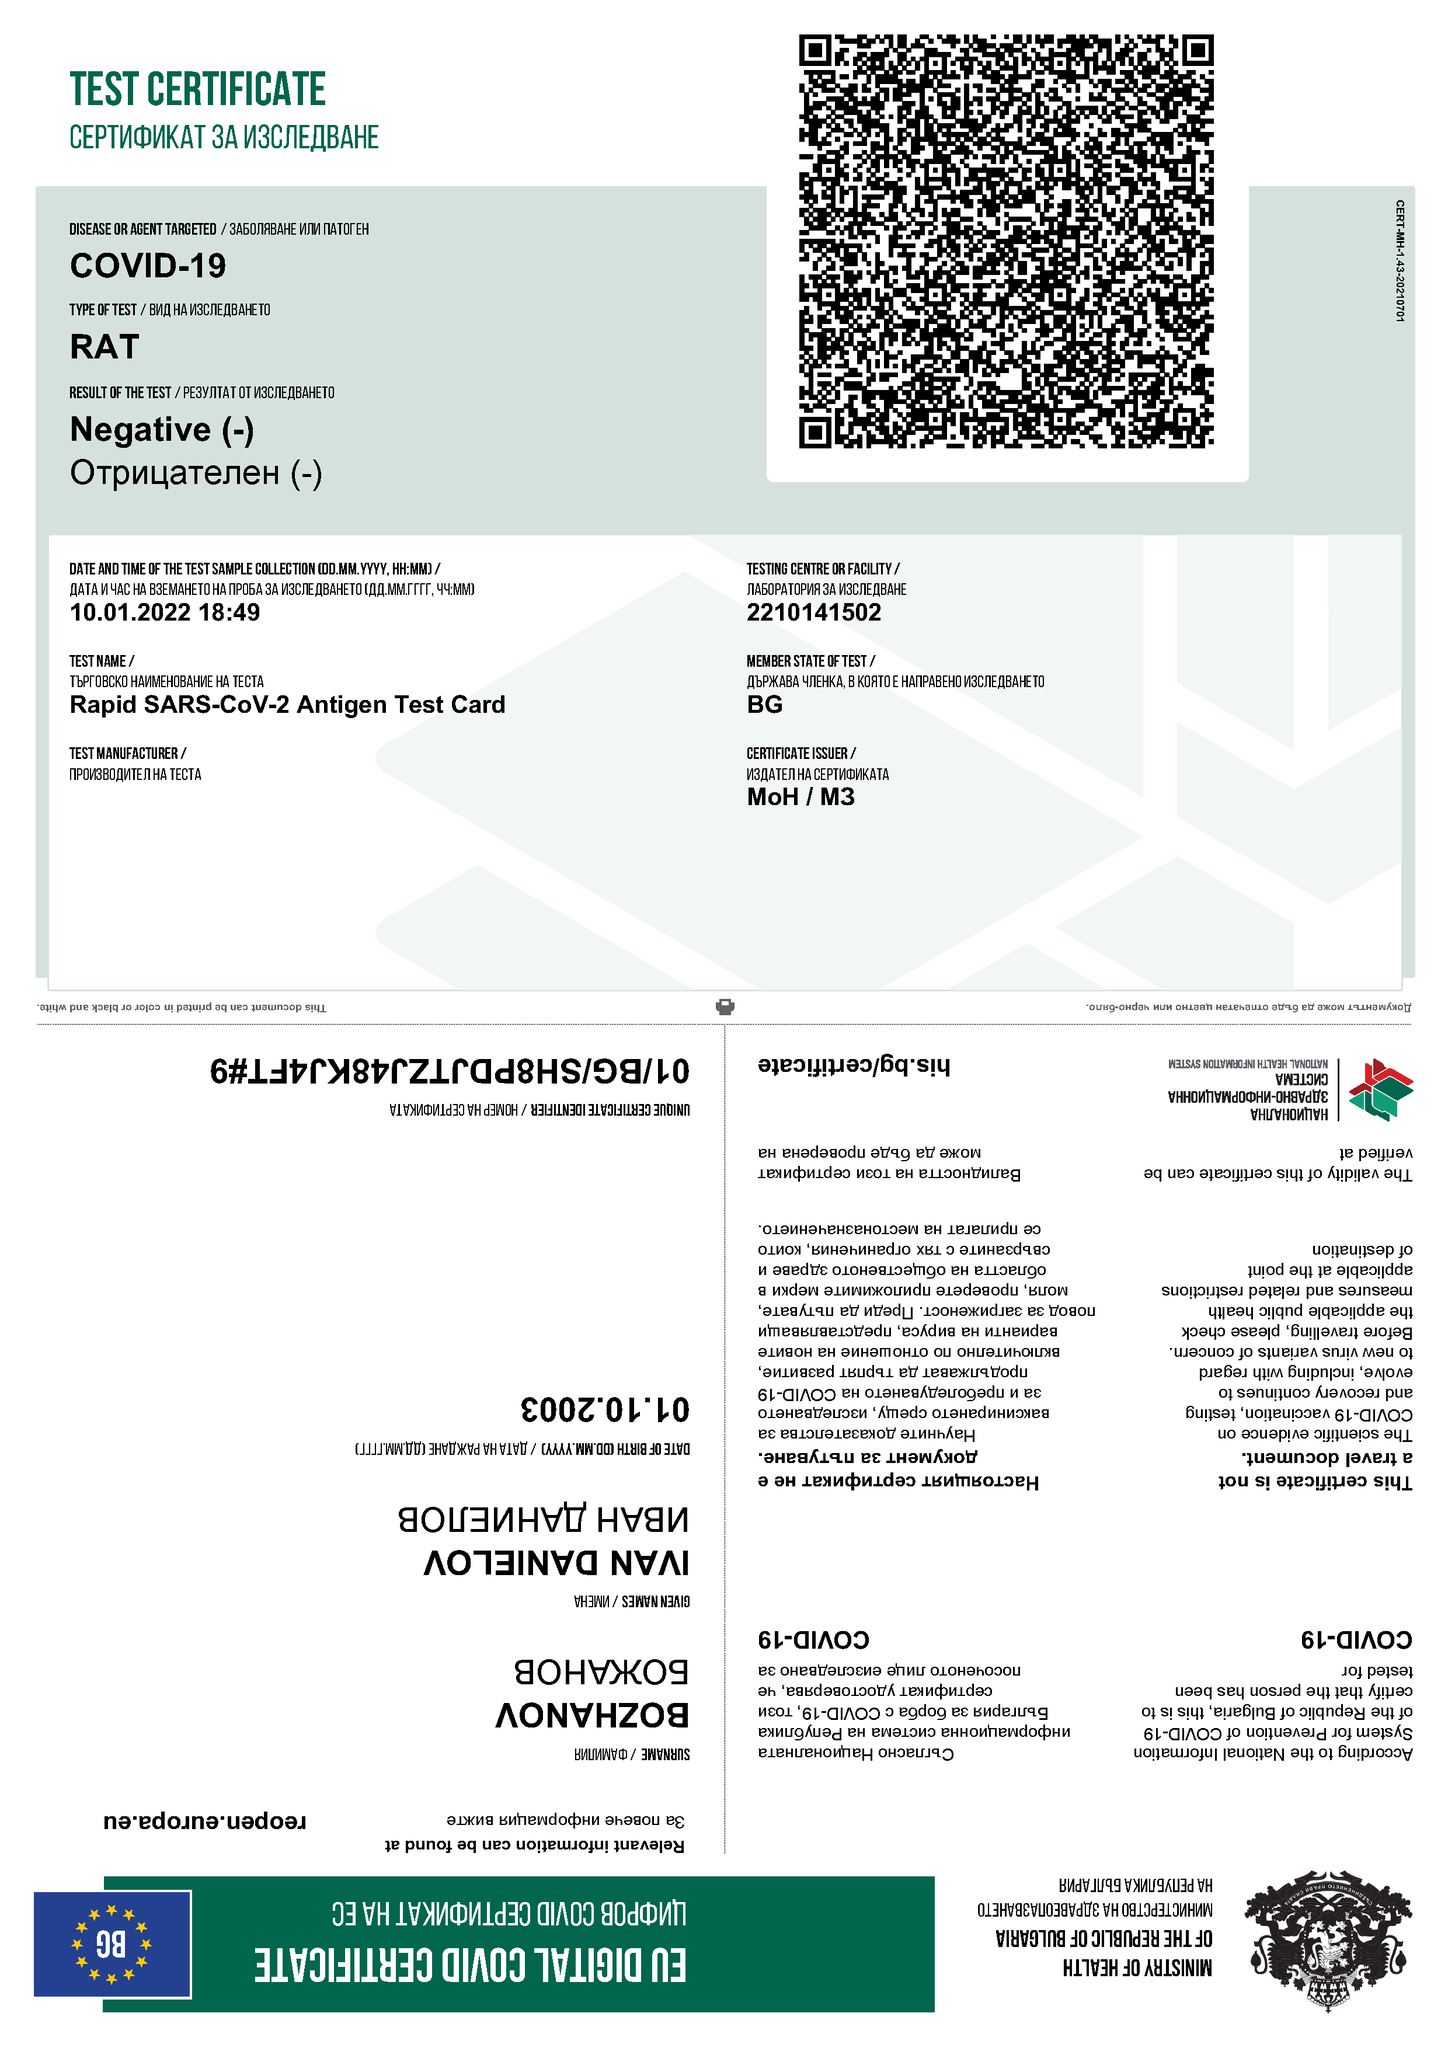 TEST CERTIFICATE
СЕРТИФИКАТ ЗА ИЗСЛЕДВАНЕ
CERT-MH-1.43-20210701
DISEASE OR AGENT TARGETED / ЗАБОЛЯВАНЕ ИЛИ ПАТОГЕН
COVID-19
TYPE OF TEST / ВИД НА ИЗСЛЕДВАНЕТО
RAT
RESULT OF THE TEST / РЕЗУЛТАТ ОТ ИЗСЛЕДВАНЕТО
Negative (-)
Отрицателен (-)
DATE AND TIME OF THE TEST SAMPLE COLLECTION (DD.MM.YYYY, HH:MM) /
ДАТА И ЧАС НА ВЗЕМАНЕТО НА ПРОБА ЗА ИЗСЛЕДВАНЕТО (ДД.ММ.ГГГГ, ЧЧ:ММ)
10.01.2022 18:49
TEST NAME /
ТЪРГОВСКО НАИМЕНОВАНИЕ НА ТЕСТА
Rapid SARS-CoV-2 Antigen Test Card
TEST MANUFACTURER /
ПРОИЗВОДИТЕЛ НА ТЕСТА
TESTING CENTRE OR FACILITY /
ЛАБОРАТОРИЯ ЗА ИЗСЛЕДВАНЕ
2210141502
MEMBER STATE OF TEST /
ДЪРЖАВА ЧЛЕНКА, В КОЯТО Е НАПРАВЕНО ИЗСЛЕДВАНЕТО
BG
CERTIFICATE ISSUER /
ИЗДАТЕЛ НА СЕРТИФИКАТА
MoH / МЗ
MINISTRY OF HEALTH
OF THE REPUBLIC OF BULGARIA
МИНИСТЕРСТВО НА ЗДРАВЕОПАЗВАНЕТО
НА РЕПУБЛИКА БЪЛГАРИЯ
EU DIGITAL COVID CERTIFICATE
ЦИФРОВ COVID СЕРТИФИКАТ НА ЕС
BG
According to the National Information
System for Prevention of COVID-19
of the Republic of Bulgaria, this is to
certify that the person has been
tested for
COVID-19
Съгласно Националната
информационна система на Република
България за борба с COVID-19, този
сертификат удостоверява, че
посоченото лице еизследвано за
COVID-19
This certificate is not
a travel document.
The scientific evidence on
COVID-19 vaccination, testing
and recovery continues to
evolve, including with regard
to new virus variants of concern.
Before travelling, please check
the applicable public health
measures and related restrictions
applicable at the point
of destination
Настоящият сертификат не е
документ за пътуване.
Научните доказателства за
ваксинирането срещу, изследването
за и преболедуването на COVID-19
продължават да търпят развитие,
включително по отношение на новите
варианти на вируса, представляващи
повод за загриженост. Преди да пътувате,
моля, проверете приложимите мерки в
областта на общественото здраве и
свързаните с тях ограничения, които
се прилагат на местоназначението.
The validity of this certificate can be
verified at
Валидността на този сертификат
може да бъде проверена на
НАЦИОНАЛНА
ЗДРАВНО-ИНФОРМАЦИОННА
СИСТЕМА
NATIONAL HEALTH INFORMATION SYSTEM
his.bg/certificate
Relevant information can be found at
За повече информация вижте
reopen.europa.eu
SURNAME / ФАМИЛИЯ
BOZHANOV
БОЖАНОВ
GIVEN NAMES / ИМЕНА
IVAN DANIELOV
ИВАН ДАНИЕЛОВ
DATE OF BIRTH (DD.MM.YYYY) / ДАТА НА РАЖДАНЕ (ДД.ММ.ГГГГ)
01.10.2003
UNIQUE CERTIFICATE IDENTIFIER / НОМЕР НА СЕРТИФИКАТА
01/BG/SH8PDJTZJ48KJ4FT#9
Документът може да бъде отпечатан цветно или черно-бяло.
This document can be printed in color or black and white.